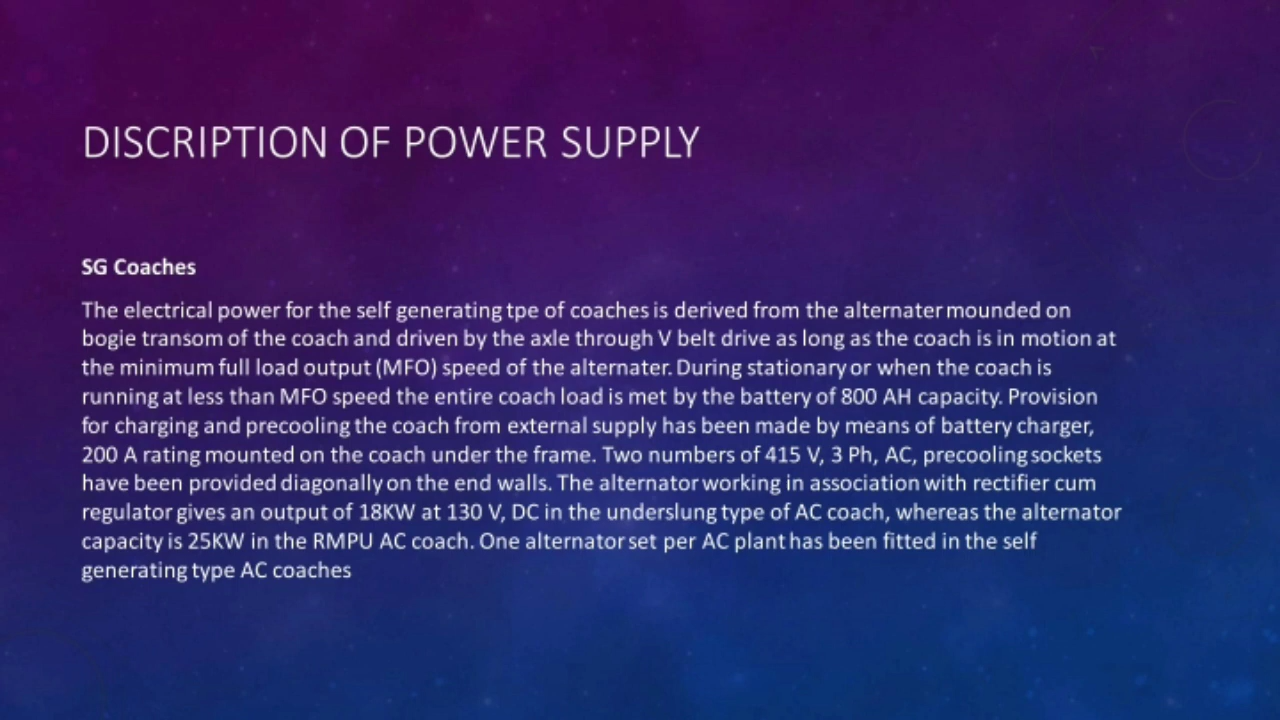 DISCRIPTION OF POWER SUPPLY
SG Coaches
The electrical power for the self generating tpe of coaches is derived from the alternater mounded on
bogie transom of the coach and driven by the axle through V belt drive as long as the coach is in motion at
the minimum full load output (MFO) speed of the alternater. During stationary or when the coach is
running at less than MFO speed the entire coach load is met by the battery of 800 AH capacity. Provision
for charging and precooling the coach from external supply has been made by means of battery charger,
200 A rating mounted on the coach under the frame. Two numbers of 415 V, 3 Ph, AC, precooling sockets
have been provided diagonally on the end walls. The alternator working in association with rectifier cum
regulator gives an output of 18KW at 130 V, DC in the underslung type of AC coach, whereas the alternator
capacity is 25KW in the RMPU AC coach. One alternator set per AC plant has been fitted in the self
generating type AC coaches